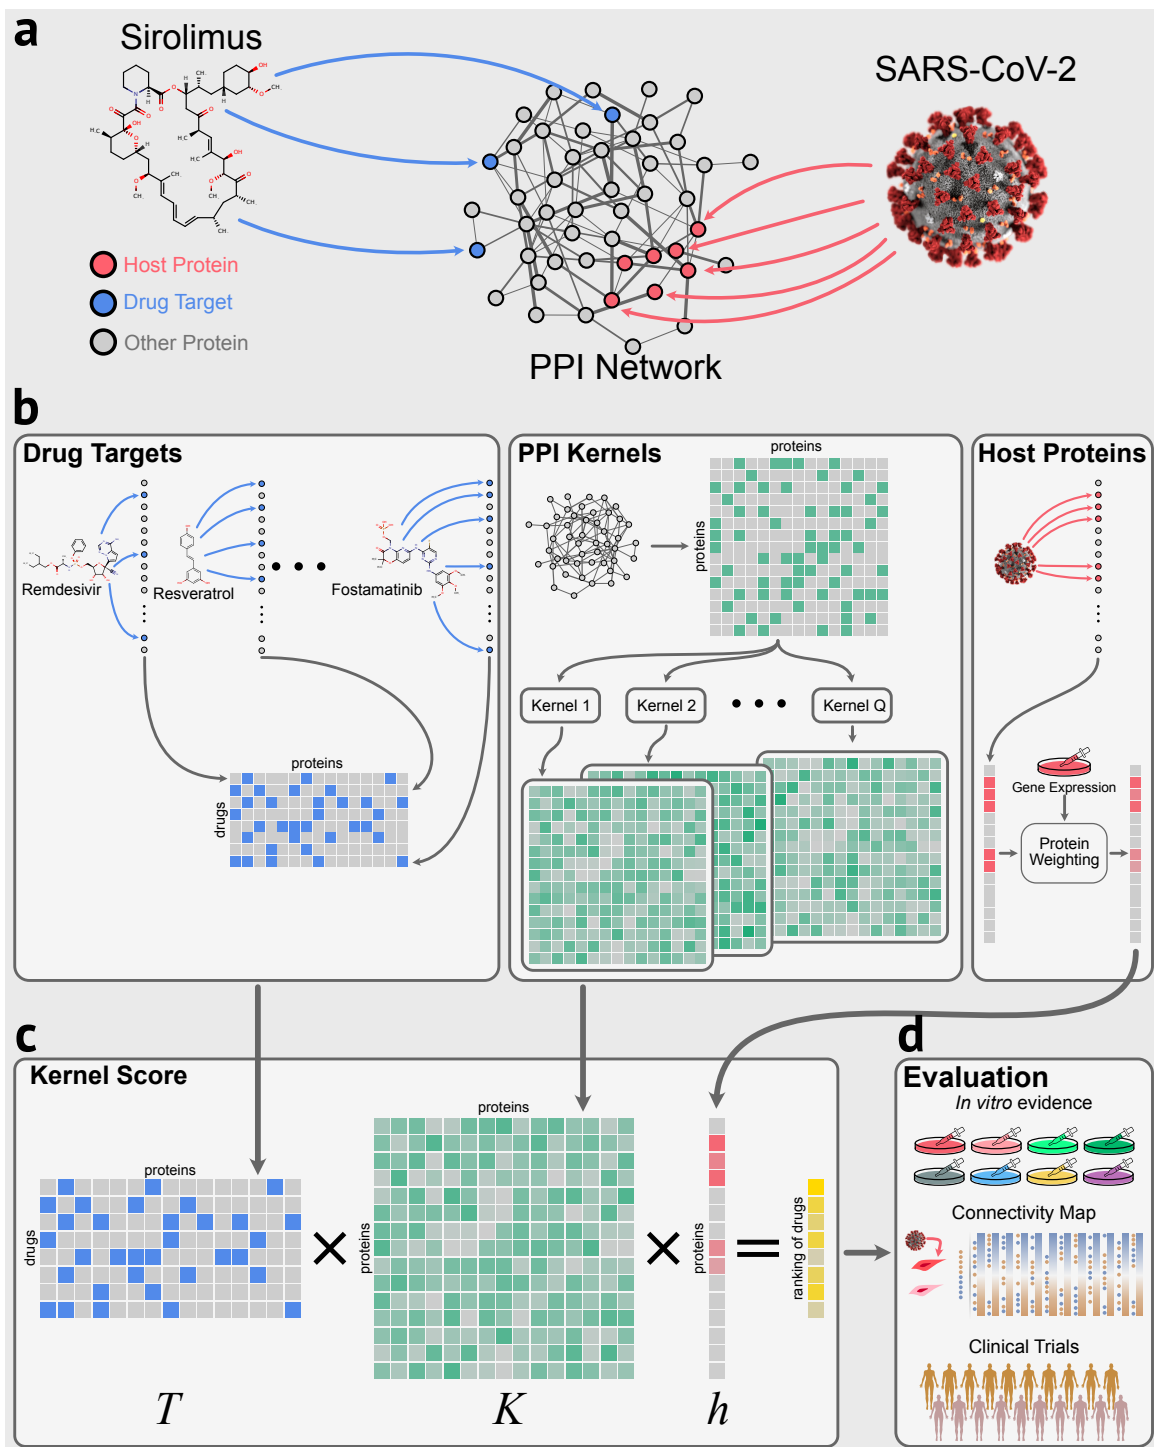 a
Sirolimus
SARS-CoV-2
Host Protein
Drug Target
Other Protein
PPI Network
b
Drug Targets
Remdesivir
Resveratrol
Fostamatinib
proteins
drugs
PPI Kernels
proteins
proteins
Kernel 1
Kernel 2
Kernel Q
Host Proteins
Gene Expression
Protein
Weighting
c
Kernel Score
proteins
drugs
×
proteins
proteins
×
proteins
=
ranking of drugs
T
K
h
d
Evaluation
In vitro evidence
Connectivity Map
Clinical Trials